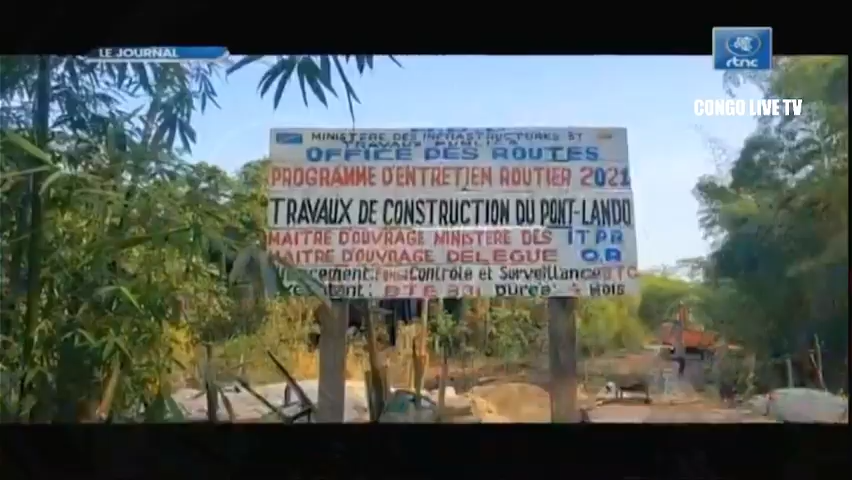 LE JOURNAL
rtnc
CONGO LIVE TV
MINISTERE DES INFRASTRUCTURES ET
TRAVAUX PUBLICS
OFFICE DES ROUTES
PROGRAMME D'ENTRETIEN ROUTIER 2021
TRAVAUX DE CONSTRUCTION DU PONT-LANDO
MAITRE D'OUVRAGE MINISTERE DES ITPR
MAITRE D'OUVRAGE DELEGUE O.R
Financement: Contrôle et Surveillance BTC
Durée: MOIS